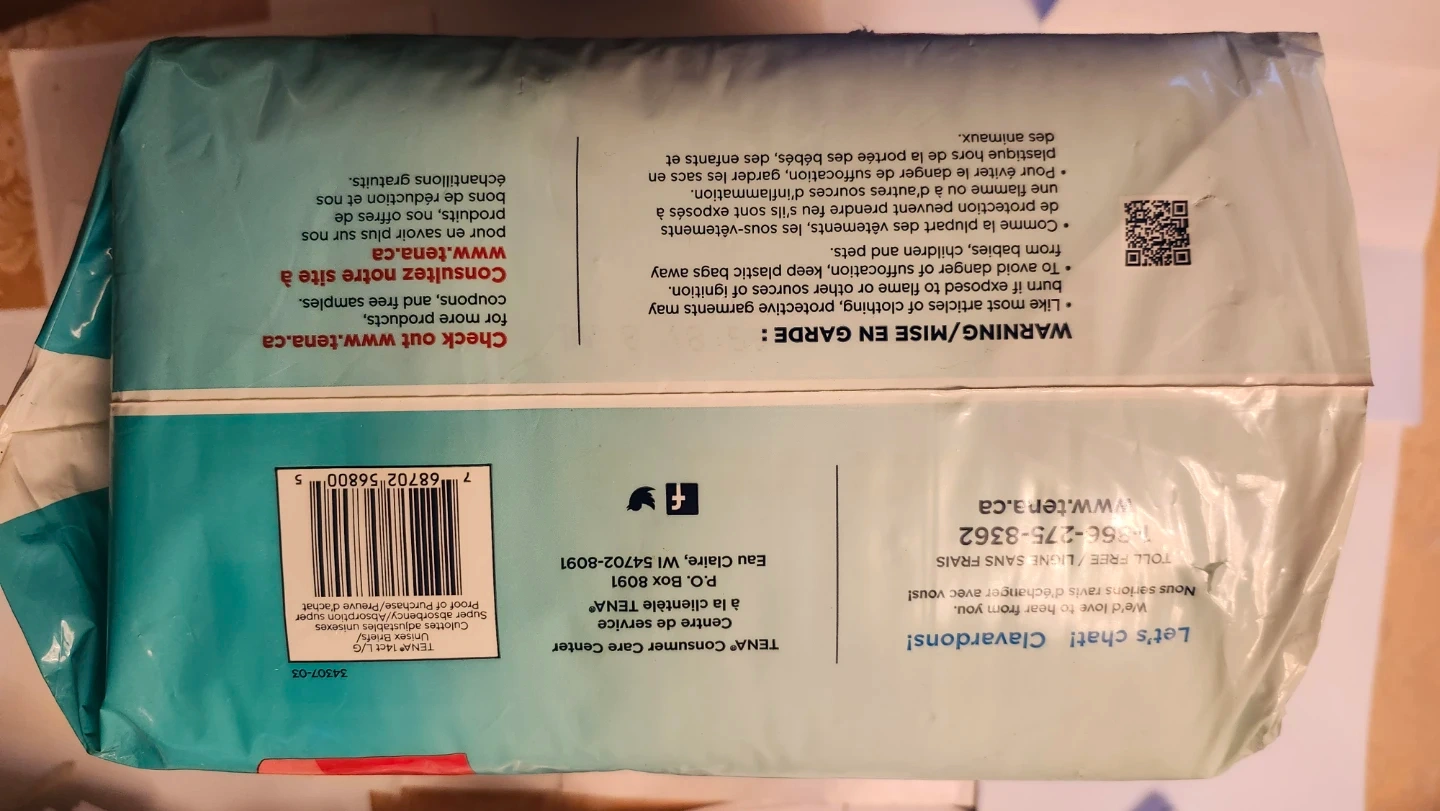 34307-03
TENA® 14ct L/G
Unisex Briefs/
Culottes adjustables unisexes
Super absorbency/Absorption super
Proof of Purchase/Preuve d'achat
7 68702 56800 5
TENA® Consumer Care Center
Centre de service
à la clientèle TENA®
P.O. Box 8091
Eau Claire, WI 54702-8091
f
Let's chat! Clavardons!
We'd love to hear from you.
Nous serions ravis d'échanger avec vous!
TOLL FREE / LIGNE SANS FRAIS
1-866-275-8362
www.tena.ca
WARNING/MISE EN GARDE :
• Like most articles of clothing, protective garments may
burn if exposed to flame or other sources of ignition.
• To avoid danger of suffocation, keep plastic bags away
from babies, children and pets.
• Comme la plupart des vêtements, les sous-vêtements
de protection peuvent prendre feu s'ils sont exposés à
une flamme ou à d'autres sources d'inflammation.
• Pour éviter le danger de suffocation, garder les sacs en
plastique hors de la portée des bébés, des enfants et
des animaux.
Check out www.tena.ca
for more products,
coupons, and free samples.
Consultez notre site à
www.tena.ca
pour en savoir plus sur nos
produits, nos offres de
bons de réduction et nos
échantillons gratuits.